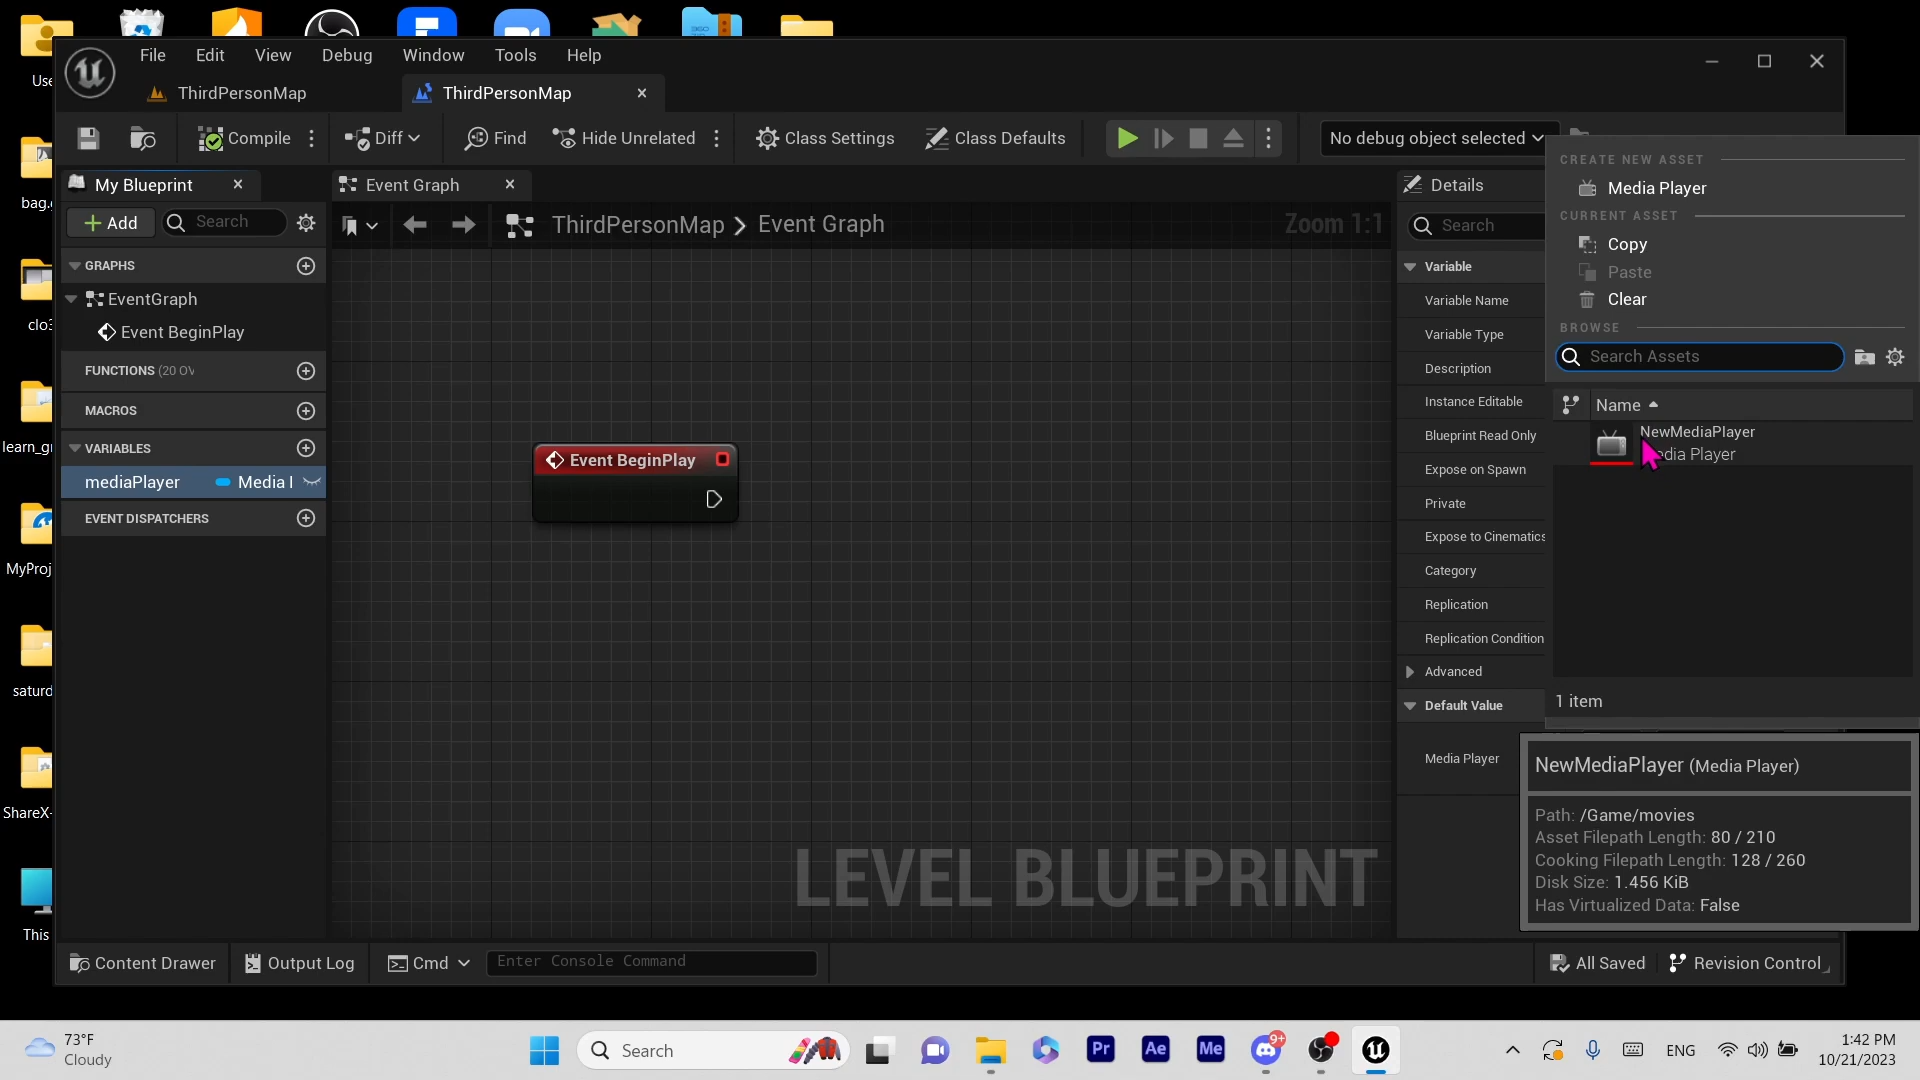 Use
bag.
clo3
learn_gr
MyProj
saturd
ShareX-
This
File Edit View Debug Window Tools Help
ThirdPersonMap
ThirdPersonMap
Compile
Diff
Find
Hide Unrelated
Class Settings
Class Defaults
No debug object selected
My Blueprint
Add
Search
GRAPHS
EventGraph
Event BeginPlay
FUNCTIONS (20 OV
MACROS
VARIABLES
mediaPlayer Media
EVENT DISPATCHERS
Event Graph
ThirdPersonMap > Event Graph
Zoom 1:1
Event BeginPlay
LEVEL BLUEPRINT
Details
Search
Variable
Variable Name
Variable Type
Description
Instance Editable
Blueprint Read Only
Expose on Spawn
Private
Expose to Cinematics
Category
Replication
Replication Condition
Advanced
Default Value
Media Player
CREATE NEW ASSET
Media Player
CURRENT ASSET
Copy
Paste
Clear
BROWSE
Search Assets
Name
NewMediaPlayer
Media Player
1 item
NewMediaPlayer (Media Player)
Path: /Game/movies
Asset Filepath Length: 80 / 210
Cooking Filepath Length: 128 / 260
Disk Size: 1.456 KiB
Has Virtualized Data: False
Content Drawer
Output Log
Cmd
Enter Console Command
All Saved
Revision Control
73°F
Cloudy
Search
Pr
Ae
Me
9+
ENG
1:42 PM
10/21/2023